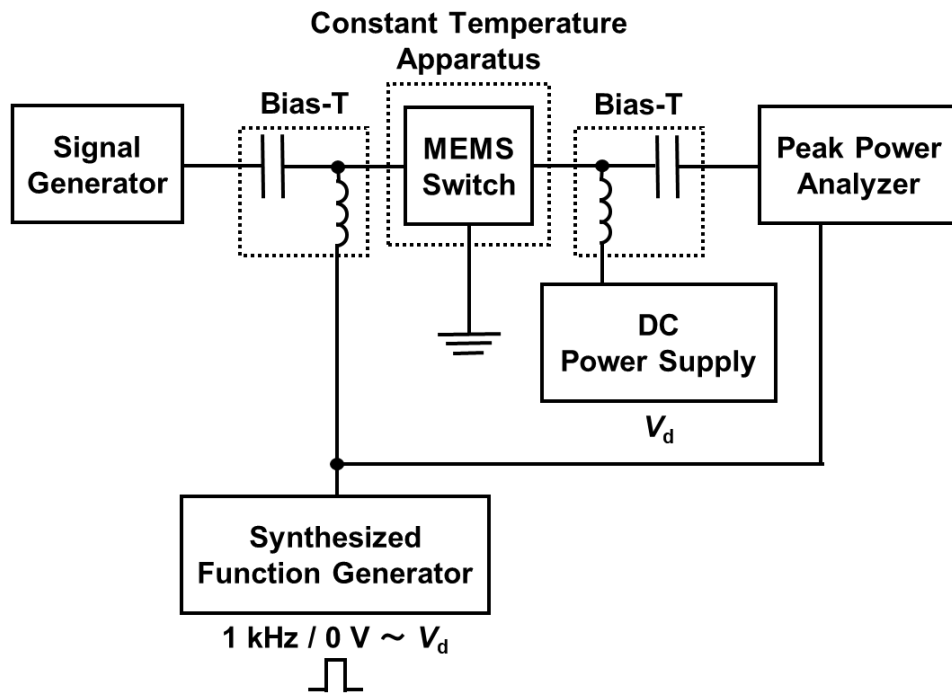 Constant Temperature
Apparatus
Bias-T
Bias-T
Signal
Generator
MEMS
Switch
Peak Power
Analyzer
DC
Power Supply
Vd
Synthesized
Function Generator
1 kHz / 0 V ~ Vd